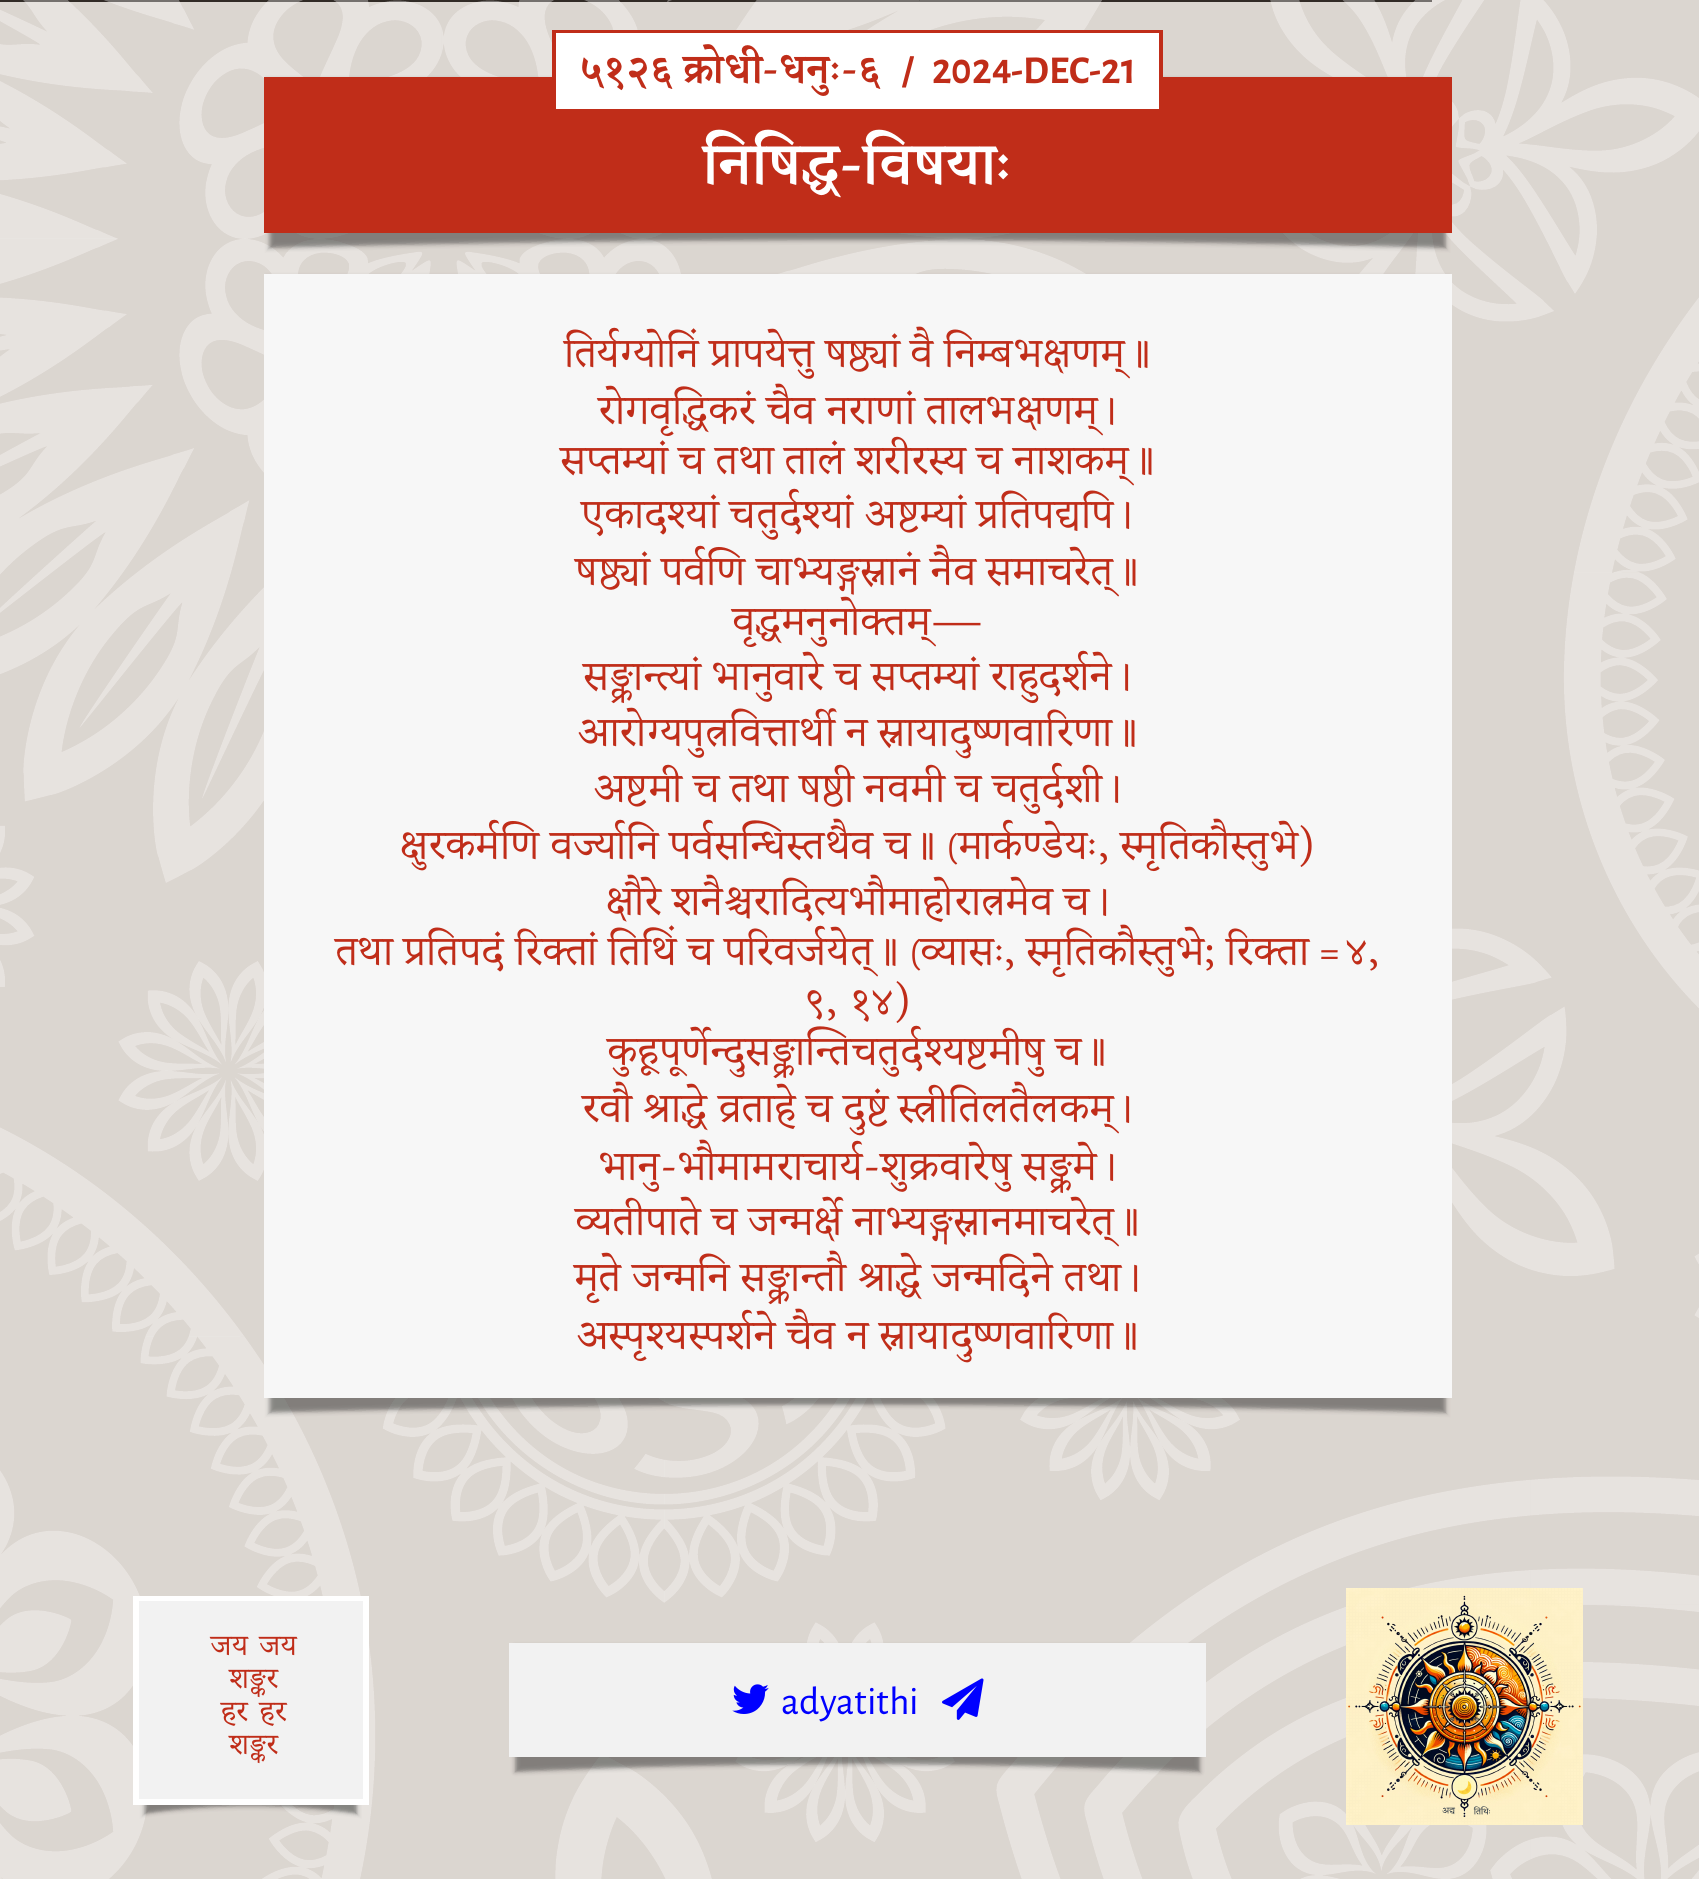 ५१२६ क्रोधी-धनुः-६ / 2024-DEC-21
निषिद्ध-विषयाः
तिर्यग्योनिं प्रापयेत्तु षष्ठ्यां वै निम्बभक्षणम्॥
रोगवृद्धिकरं चैव नराणां तालभक्षणम्।
सप्तम्यां च तथा तालं शरीरस्य च नाशकम्॥
एकादश्यां चतुर्दश्यां अष्टम्यां प्रतिपद्यपि।
षष्ठ्यां पर्वणि चाभ्यङ्गस्नानं नैव समाचरेत्॥
वृद्धमनुनोक्तम्—
सङ्क्रान्त्यां भानुवारे च सप्तम्यां राहुदर्शने।
आरोग्यपुत्रवित्तार्थी न स्नायादुष्णवारिणा॥
अष्टमी च तथा षष्ठी नवमी च चतुर्दशी।
क्षुरकर्मणि वर्ज्यानि पर्वसन्धिस्तथैव च॥ (मार्कण्डेयः, स्मृतिकौस्तुभे)
क्षौरे शनैश्चरादित्यभौमाहोरात्रमेव च।
तथा प्रतिपदं रिक्तां तिथिं च परिवर्जयेत्॥ (व्यासः, स्मृतिकौस्तुभे; रिक्ता = ४,
९, १४)
कुहूपूर्णेन्दुसङ्क्रान्तिचतुर्दश्यष्टमीषु च॥
रवौ श्राद्धे व्रताहे च दुष्टं स्त्रीतिलतैलकम्।
भानु-भौमामराचार्य-शुक्रवारेषु सङ्क्रमे।
व्यतीपाते च जन्मर्क्षे नाभ्यङ्गस्नानमाचरेत्॥
मृते जन्मनि सङ्क्रान्तौ श्राद्धे जन्मदिने तथा।
अस्पृश्यस्पर्शने चैव न स्नायादुष्णवारिणा॥
जय जय
शङ्कर
हर हर
शङ्कर
adyatithi
अद्य तिथिः